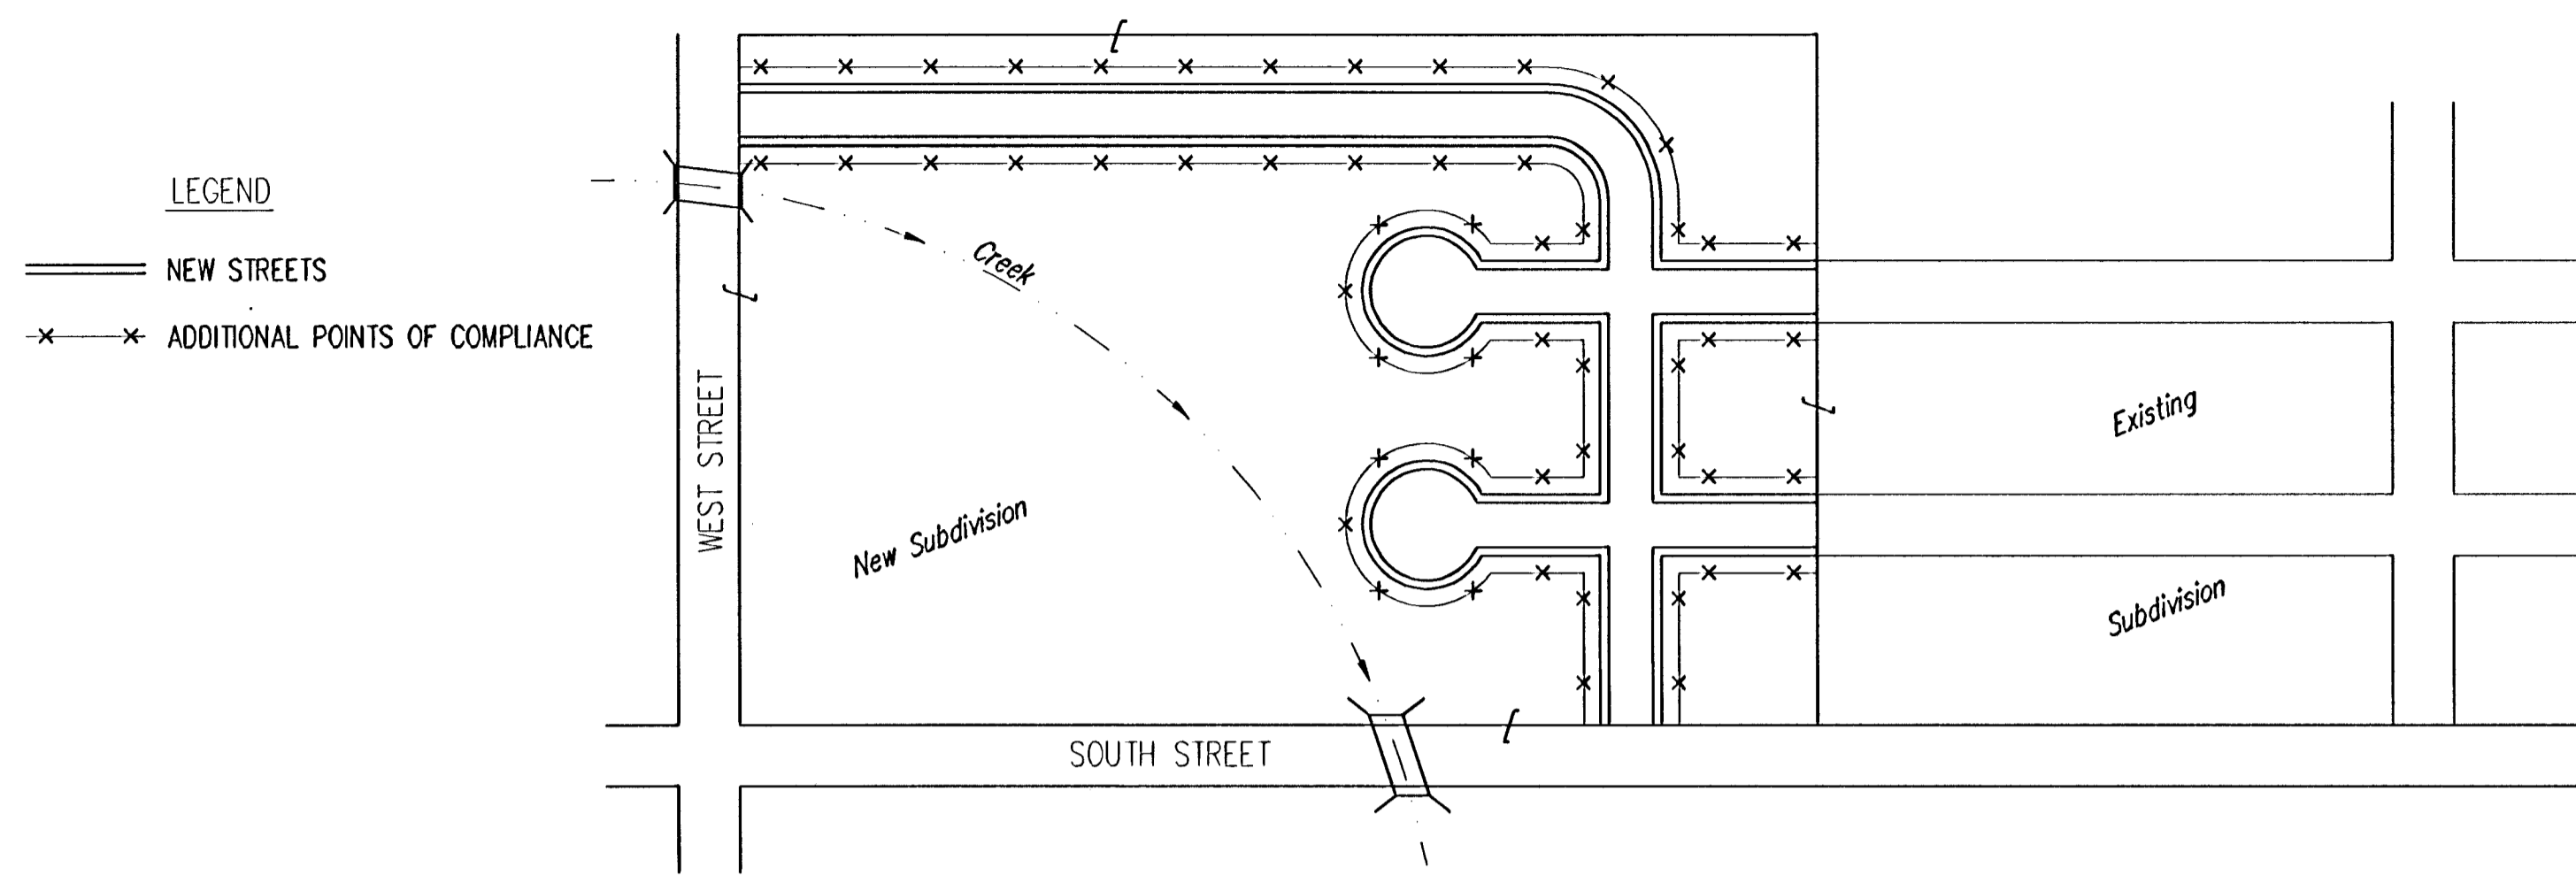 LEGEND
NEW STREETS
ADDITIONAL POINTS OF COMPLIANCE
WEST STREET
Creek
New Subdivision
SOUTH STREET
Existing
Subdivision